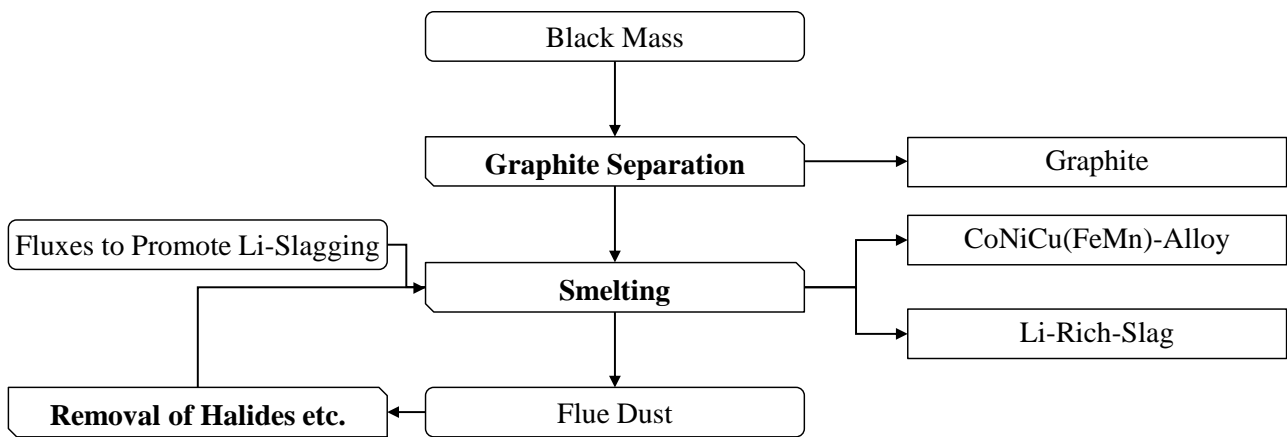 Black Mass
Graphite Separation
Graphite
Fluxes to Promote Li-Slagging
CoNiCu(FeMn)-Alloy
Smelting
Li-Rich-Slag
Removal of Halides etc.
Flue Dust